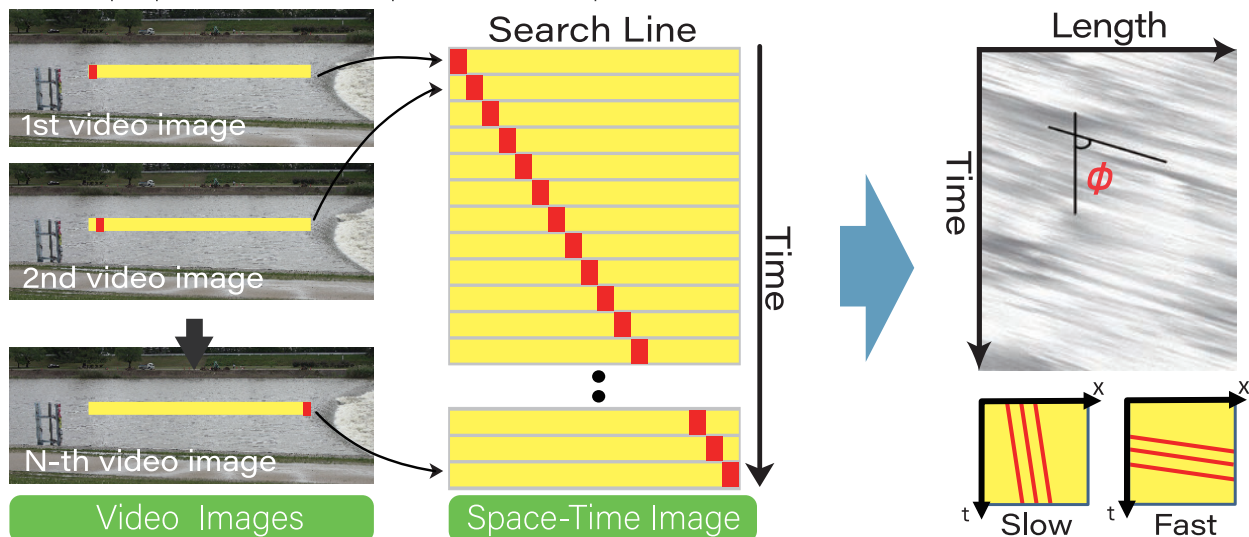 1st video image
2nd video image
N-th video image
Video Images
Search Line
Time
Space-Time Image
Length
Time
ϕ
x
t
Slow
x
t
Fast